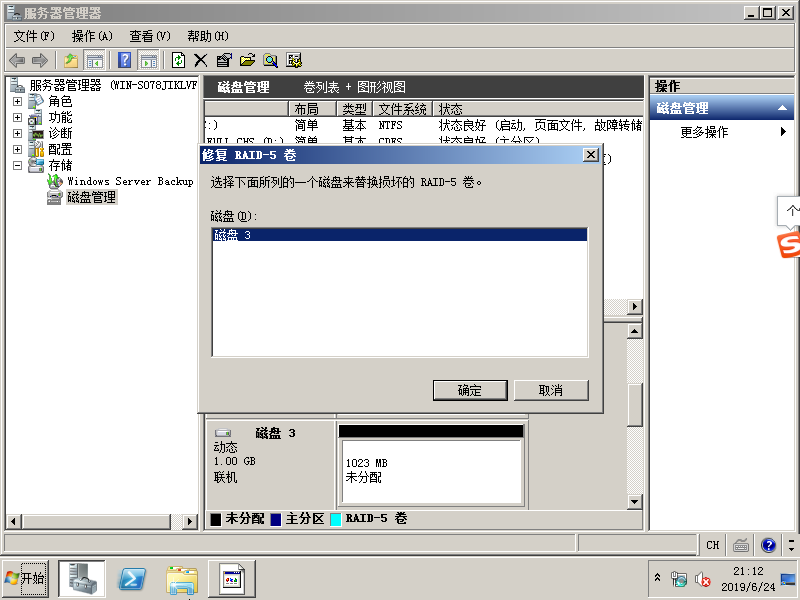 服务器管理器
文件(F) 操作(A) 查看(V) 帮助(H)
服务器管理器 (WIN-SO78JIKLVF
角色
功能
诊断
配置
存储
Windows Server Backup
磁盘管理
磁盘管理 卷列表 + 图形视图
布局 类型 文件系统 状态
:) 简单 基本 NTFS 状态良好 (启动, 页面文件, 故障转储
FULL_CHS (D:) 简单 基本 CDFS 状态良好 (主分区)
修复 RAID-5 卷
选择下面所列的一个磁盘来替换损坏的 RAID-5 卷。
磁盘(D):
磁盘 3
确定 取消
磁盘 3
动态
1.00 GB
联机
1023 MB
未分配
未分配 主分区 RAID-5 卷
操作
磁盘管理
更多操作
个
CH
开始
21:12
2019/6/24